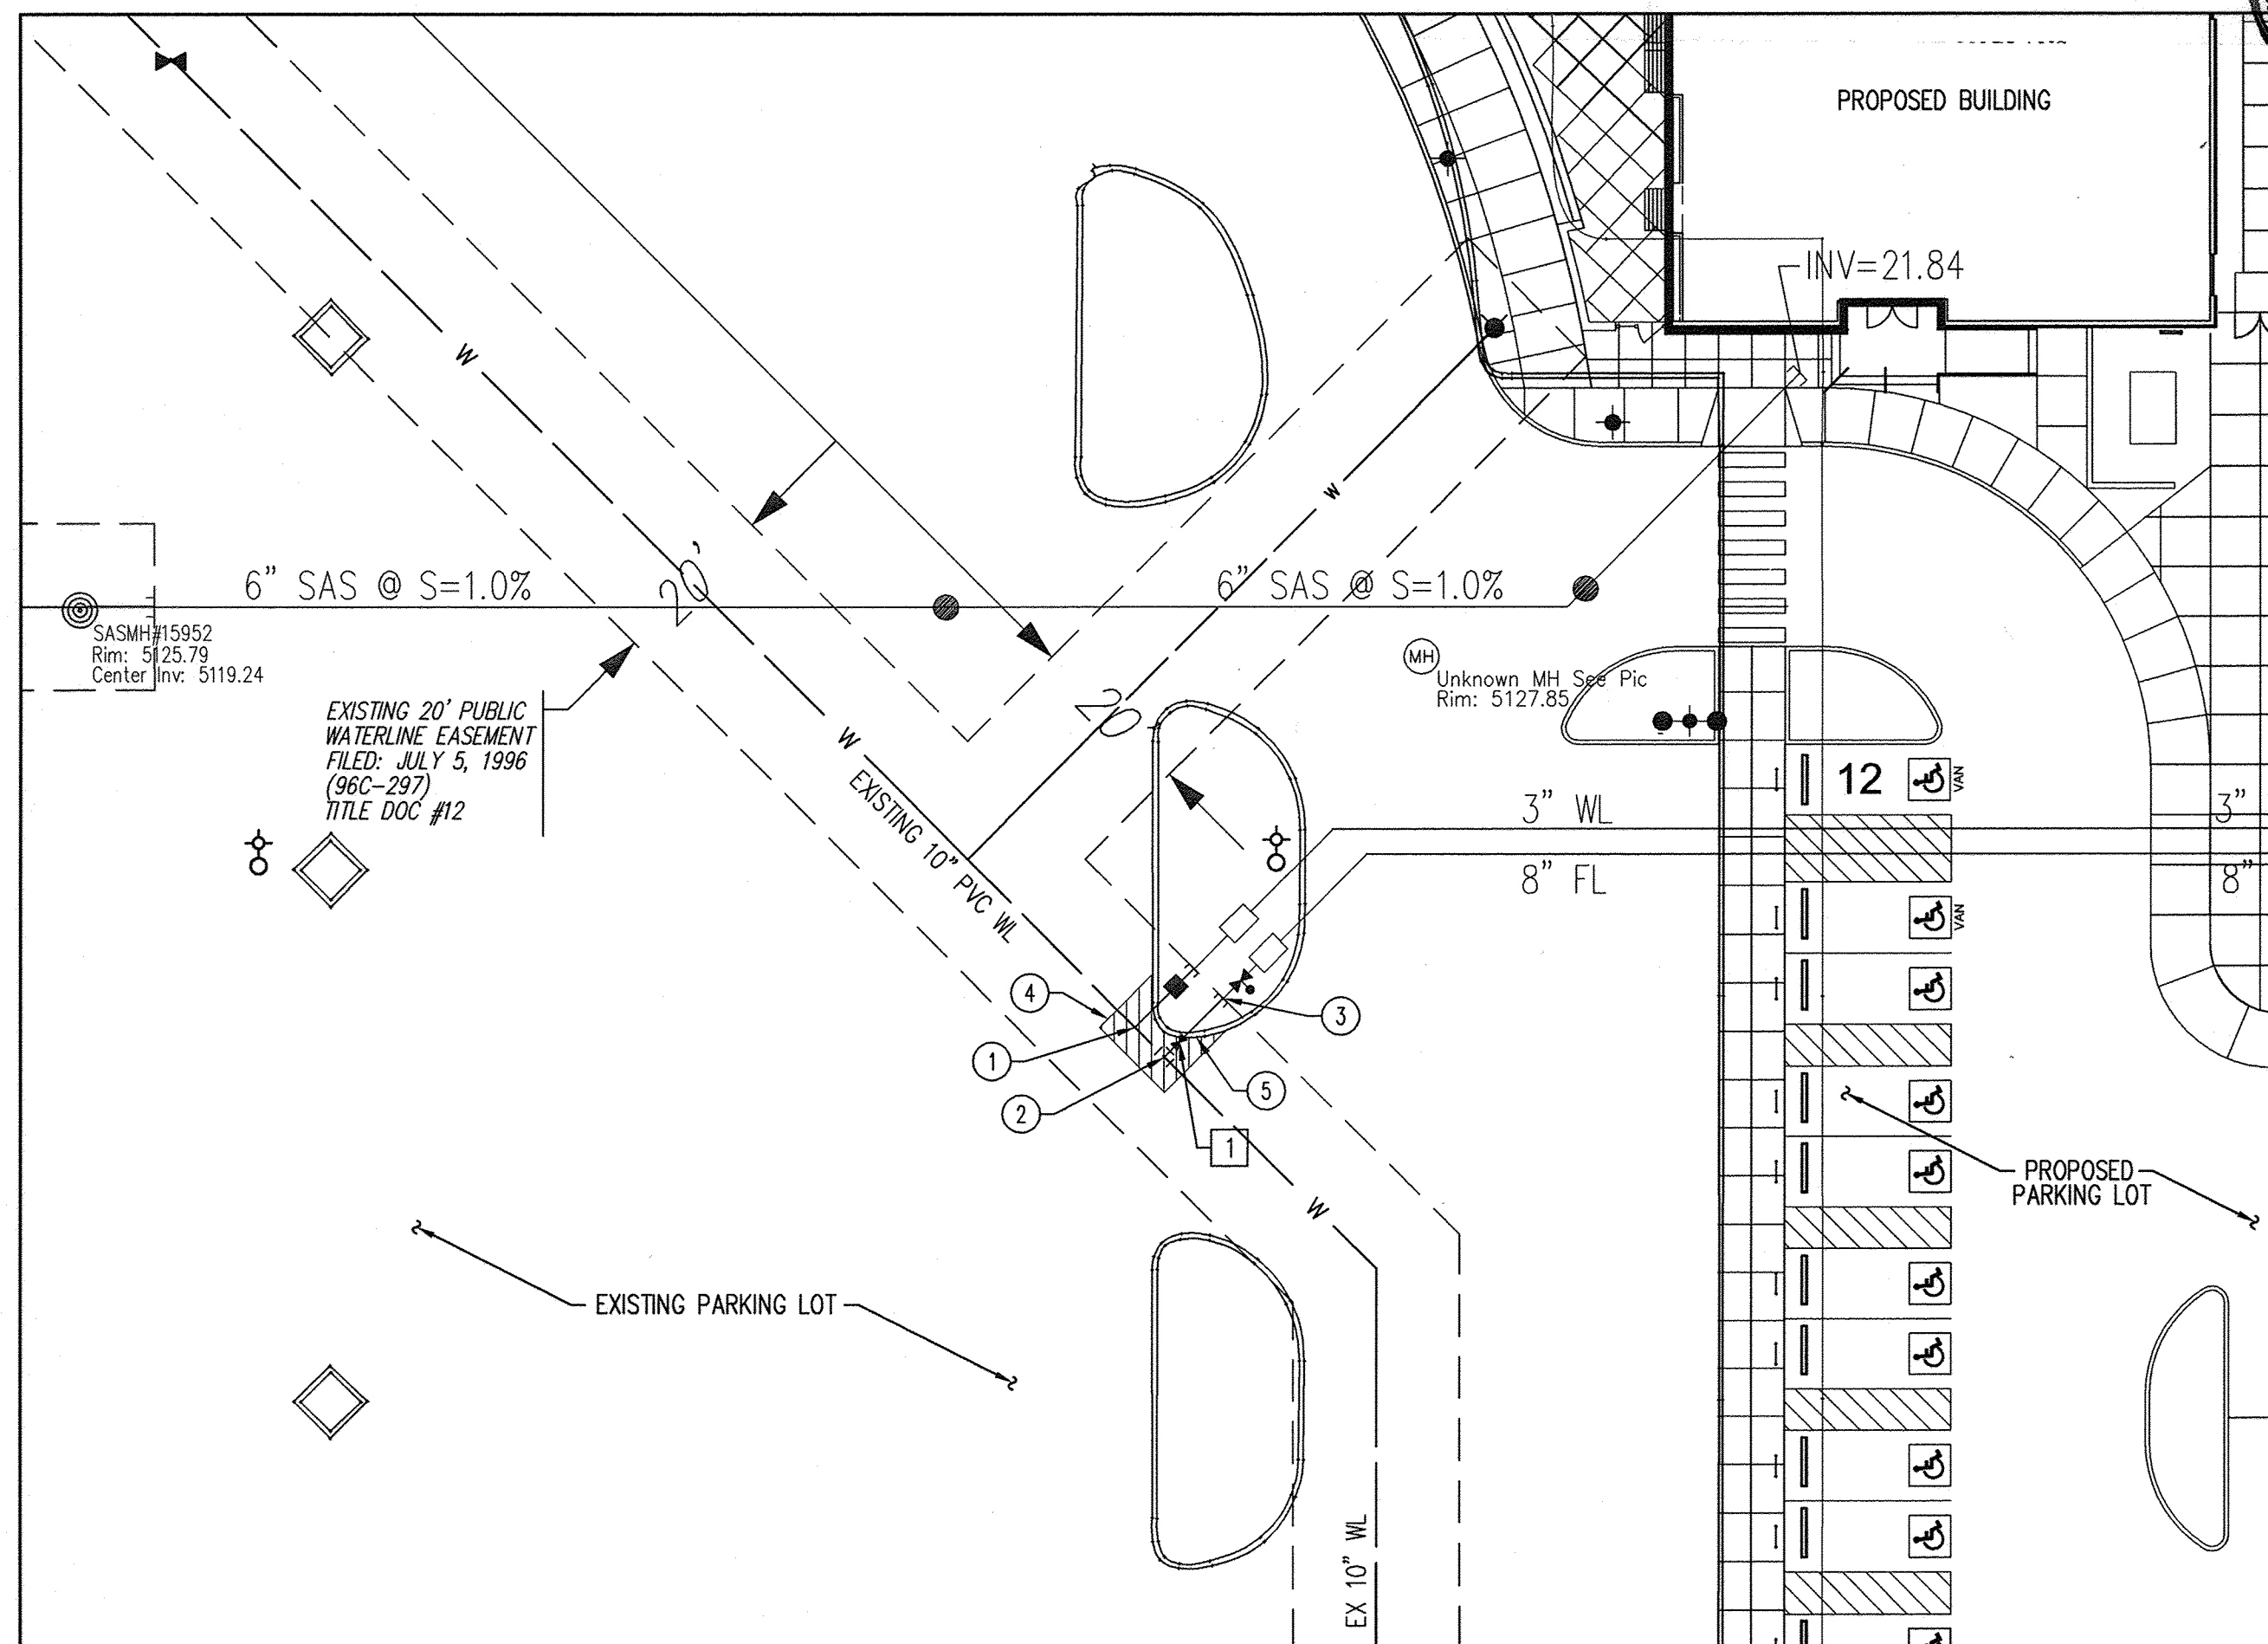 PROPOSED BUILDING
INV=21.84
W
W
20'
6" SAS @ S=1.0%
6" SAS @ S=1.0%
SASMH#15952
Rim: 5125.79
Center Inv: 5119.24
MH
Unknown MH See Pic
Rim: 5127.85
EXISTING 20' PUBLIC
WATERLINE EASEMENT
FILED: JULY 5, 1996
(96C-297)
TITLE DOC #12
20
W
EXISTING 10" PVC WL
12
VAN
3" WL
3"
8" FL
8"
VAN
4
3
1
5
2
1
W
PROPOSED
PARKING LOT
EXISTING PARKING LOT
EX 10" WL